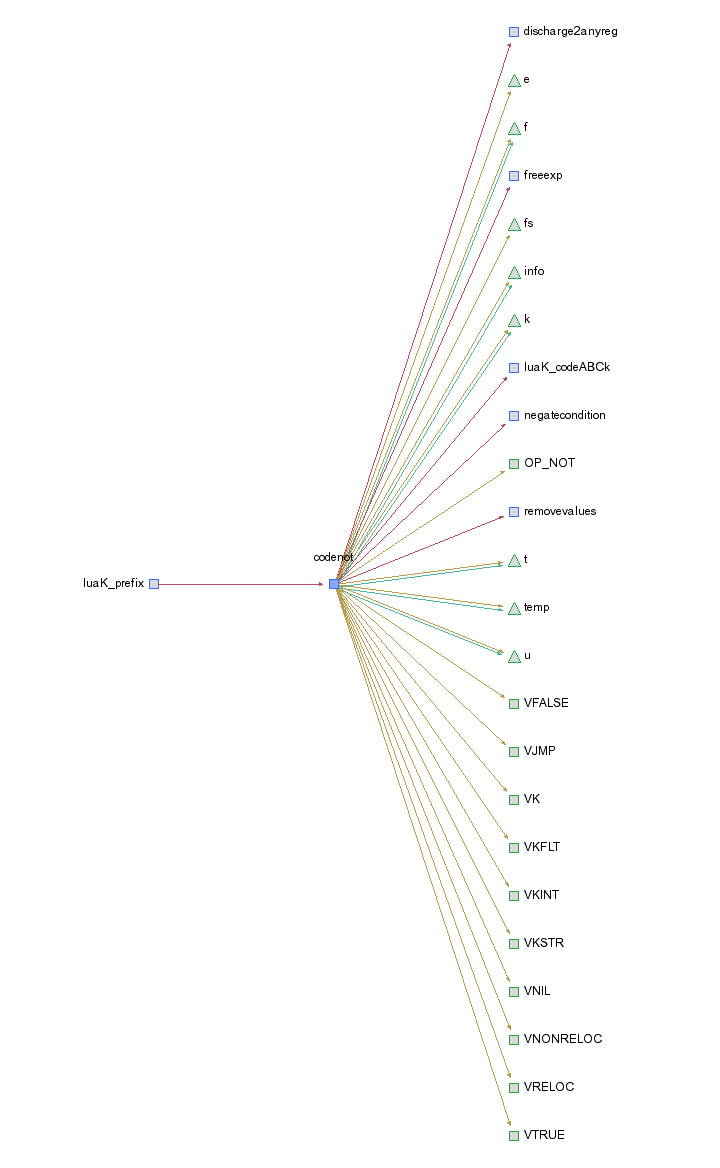 discharge2anyreg
e
f
freeexp
fs
info
k
luaK_codeABCk
negatecondition
OP_NOT
removevalues
codenot
t
luaK_prefix
temp
u
VFALSE
VJMP
VK
VKFLT
VKINT
VKSTR
VNIL
VNONRELOC
VRELOC
VTRUE